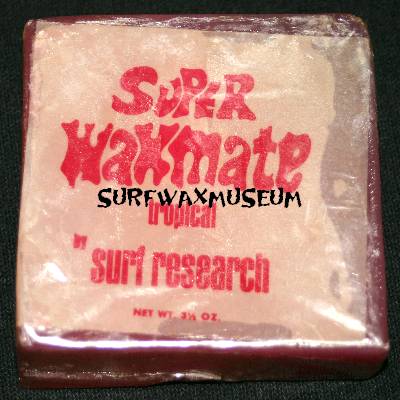 SUPER
waxmate
SURFWAXMUSEUM
tropical
BY surf research
NET WT. 3½ OZ.